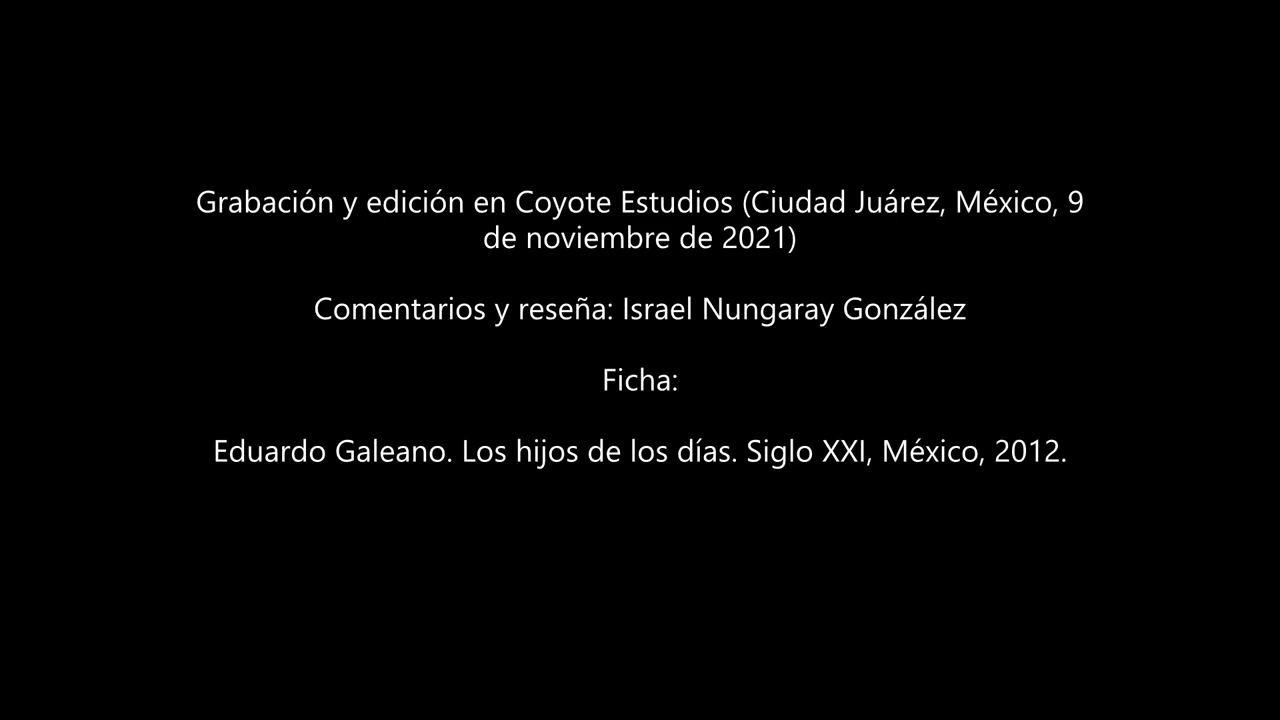 Grabación y edición en Coyote Estudios (Ciudad Juárez, México, 9
de noviembre de 2021)
Comentarios y reseña: Israel Nungaray González
Ficha:
Eduardo Galeano. Los hijos de los días. Siglo XXI, México, 2012.